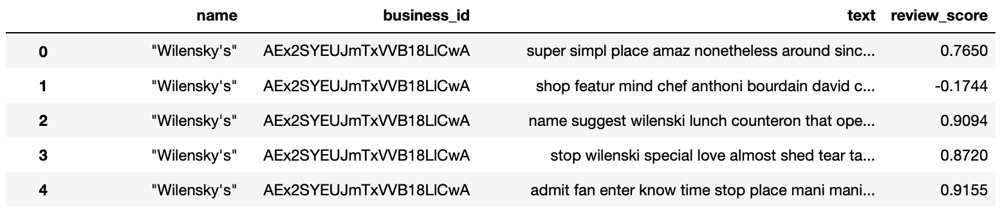 name business_id text review_score
0 "Wilensky's" AEx2SYEUJmTxVVB18LlCwA super simpl place amaz nonetheless around sinc... 0.7650
1 "Wilensky's" AEx2SYEUJmTxVVB18LlCwA shop featur mind chef anthoni bourdain david c... -0.1744
2 "Wilensky's" AEx2SYEUJmTxVVB18LlCwA name suggest wilenski lunch counteron that ope... 0.9094
3 "Wilensky's" AEx2SYEUJmTxVVB18LlCwA stop wilenski special love almost shed tear ta... 0.8720
4 "Wilensky's" AEx2SYEUJmTxVVB18LlCwA admit fan enter know time stop place mani mani... 0.9155